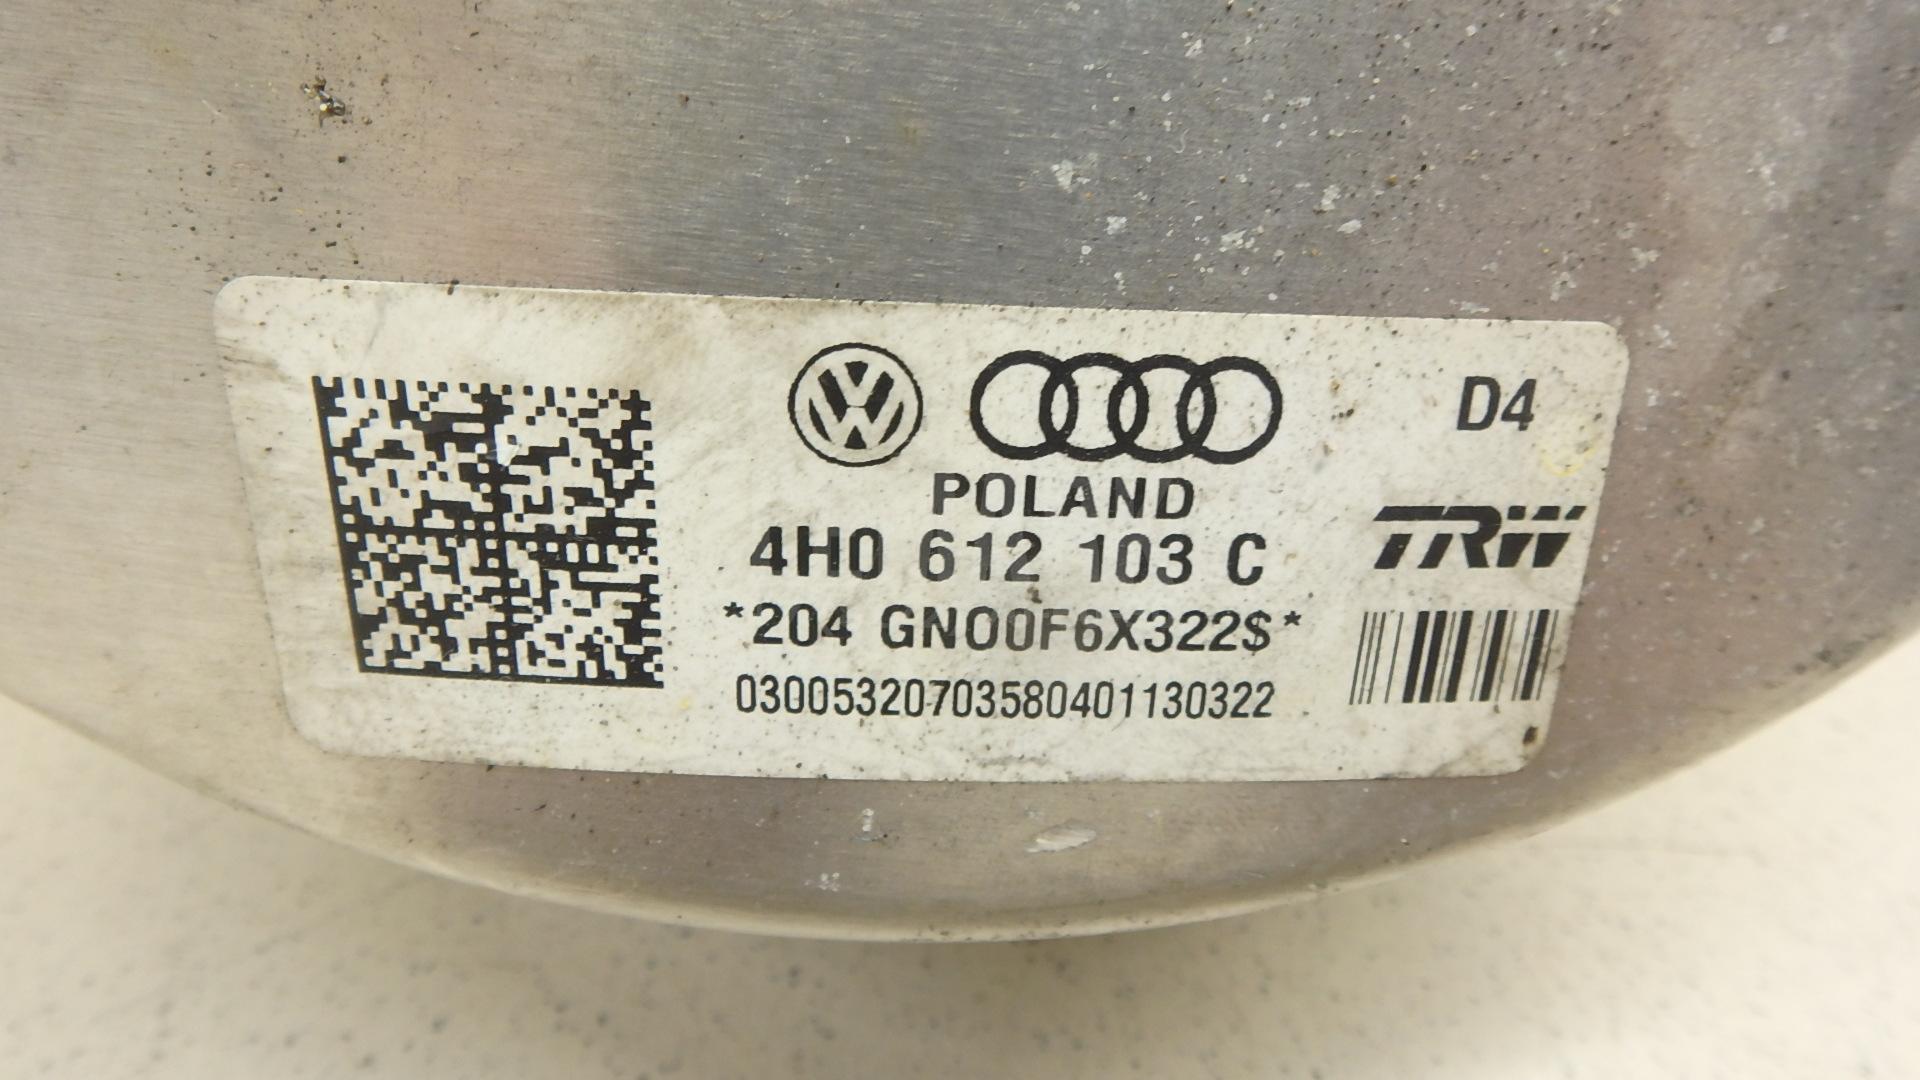 D4
POLAND
TRW
4H0 612 103 C
*204 GN00F6X322$*
03005320703580401130322